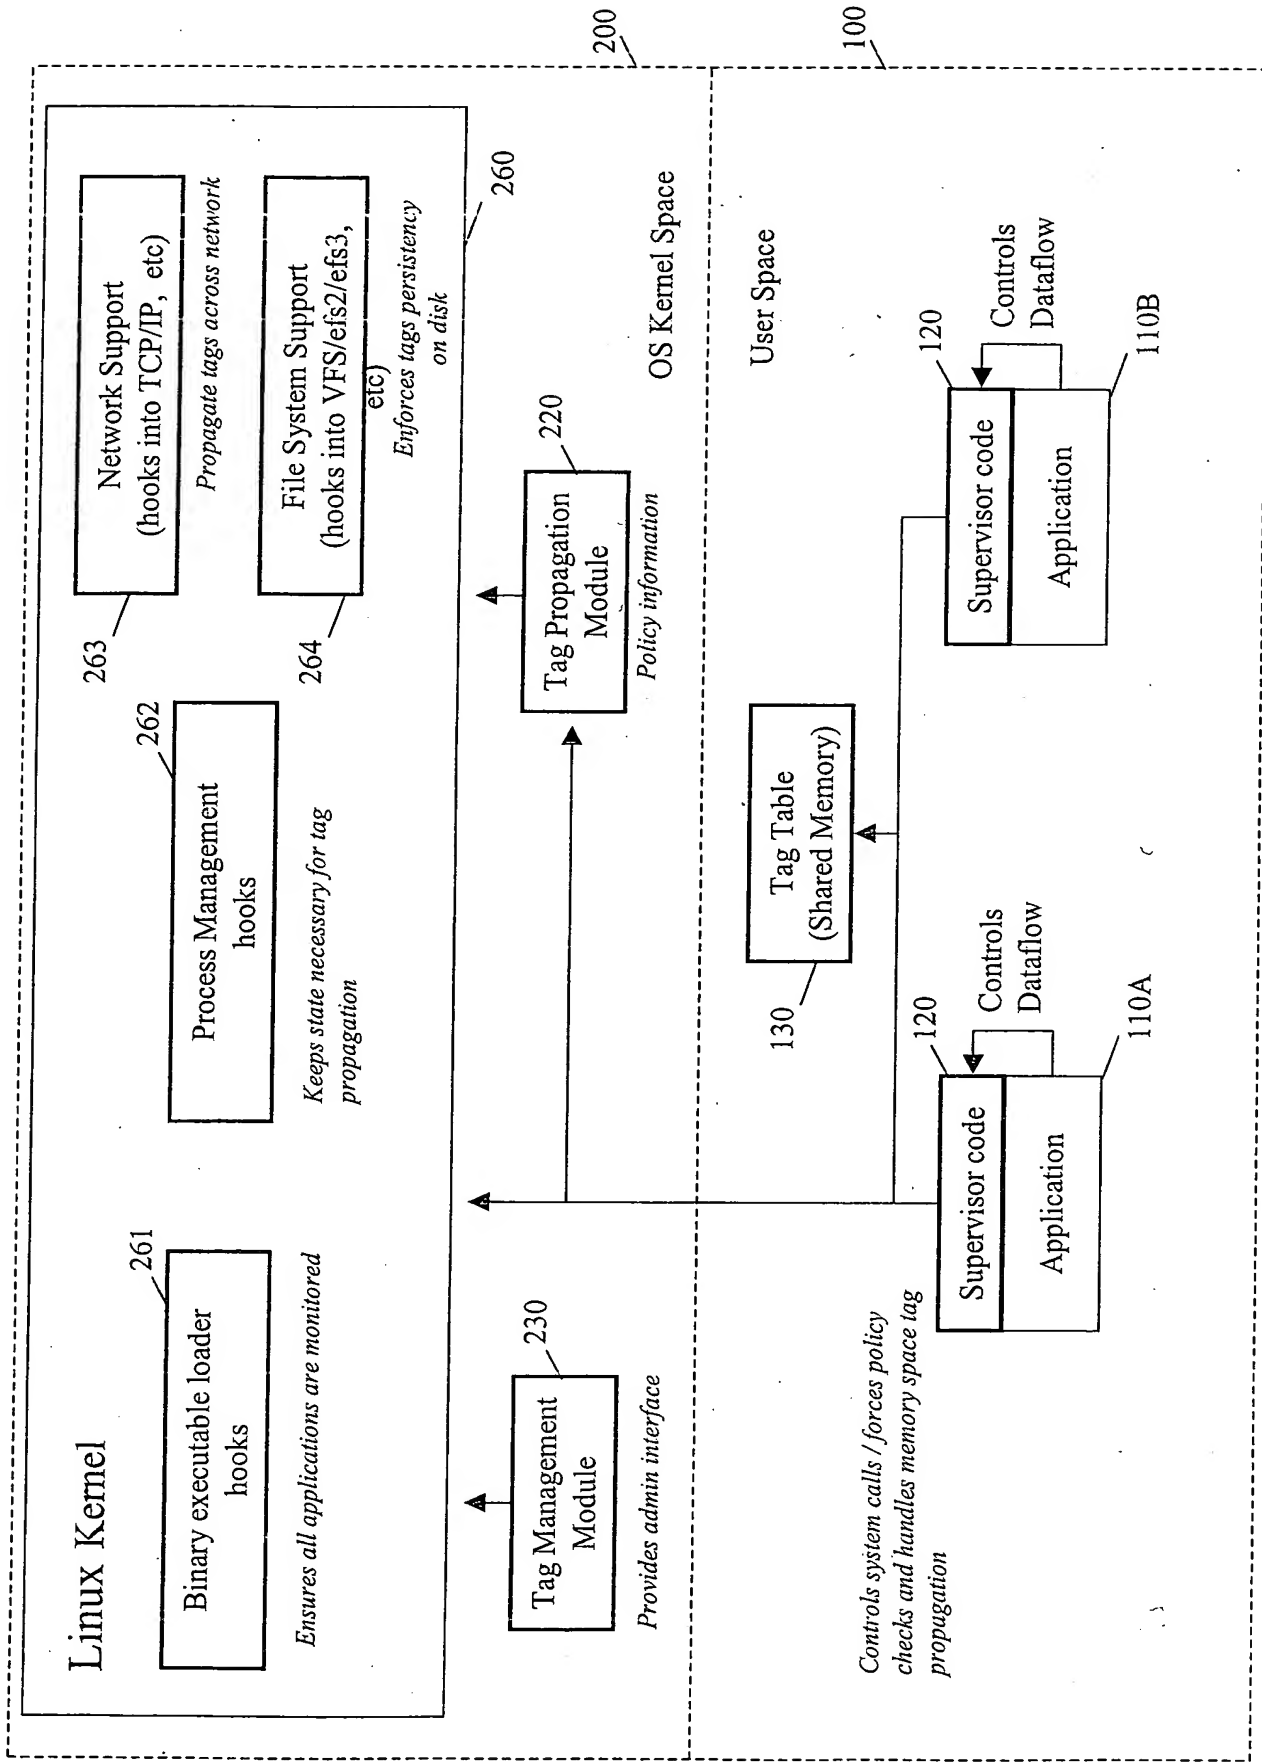 Linux Kernel
Binary executable loader
hooks
261
Ensures all applications are monitored
Process Management
hooks
262
Keeps state necessary for tag
propagation
Network Support
(hooks into TCP/IP, etc)
263
Propagate tags across network
File System Support
(hooks into VFS/efs2/efs3,
etc)
264
Enforces tags persistency
on disk
260
Tag Management
Module
230
Provides admin interface
Tag Propagation
Module
220
Policy information
OS Kernel Space
200
User Space
100
Tag Table
(Shared Memory)
130
Controls system calls / forces policy
checks and handles memory space tag
propugation
Supervisor code
Application
120
Controls
Dataflow
110A
Supervisor code
Application
120
Controls
Dataflow
110B